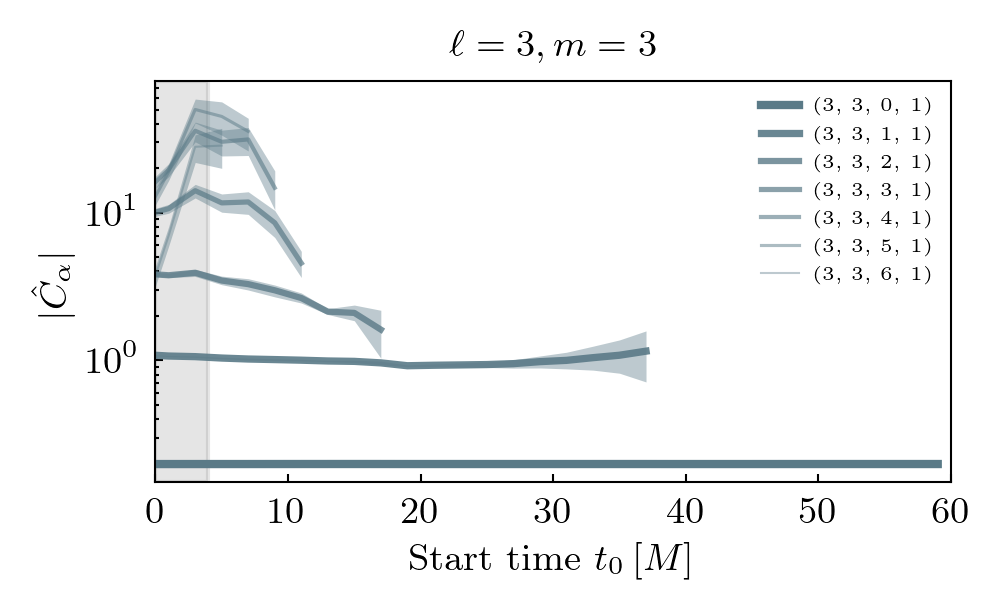 ℓ = 3, m = 3
|Ĉ_α|
10¹
10⁰
(3, 3, 0, 1)
(3, 3, 1, 1)
(3, 3, 2, 1)
(3, 3, 3, 1)
(3, 3, 4, 1)
(3, 3, 5, 1)
(3, 3, 6, 1)
0 10 20 30 40 50 60
Start time t₀ [M]